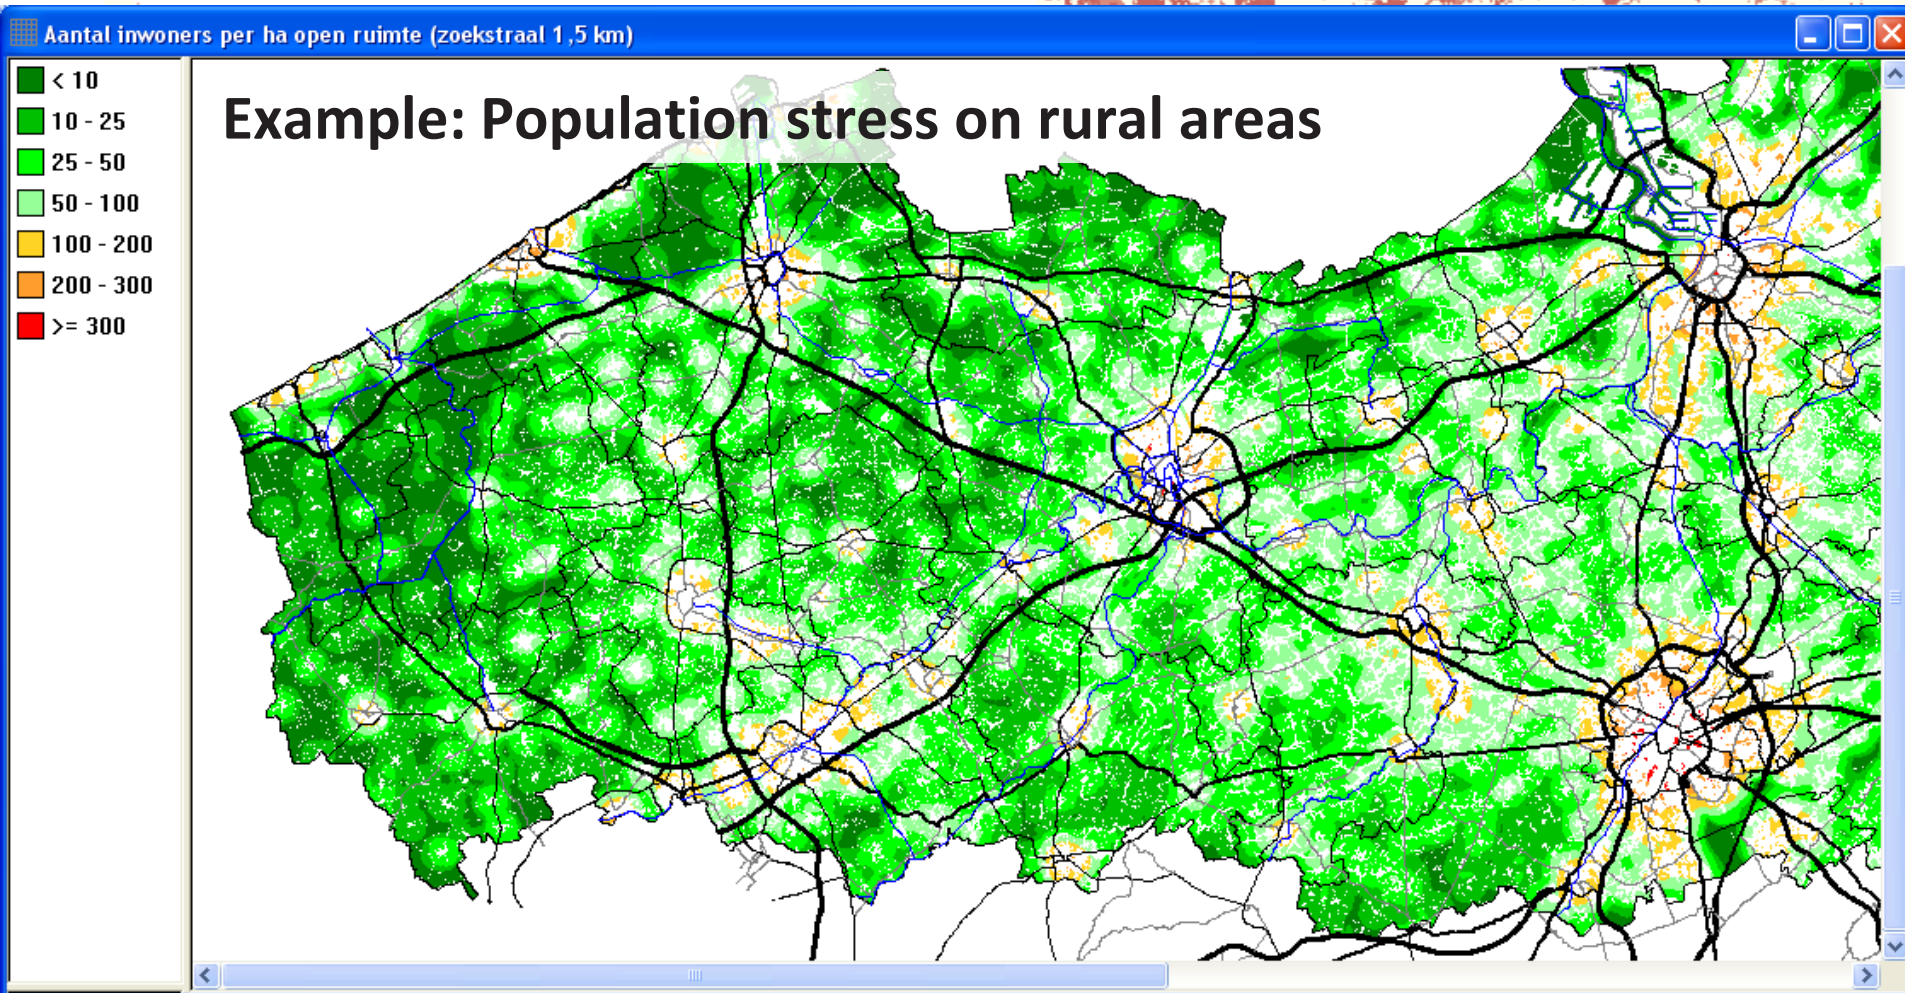 Aantal inwoners per ha open ruimte (zoekstraal 1,5 km)
Example: Population stress on rural areas
< 10
10 - 25
25 - 50
50 - 100
100 - 200
200 - 300
>= 300